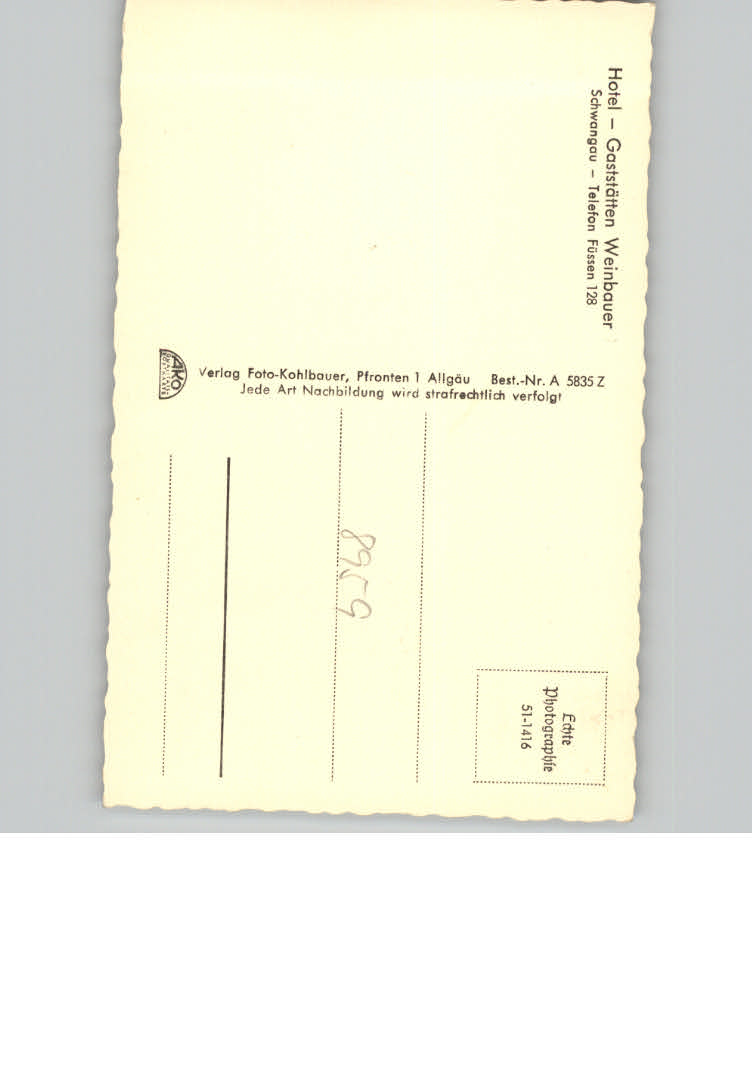 Hotel – Gaststätten Weinbauer
Schwangau – Telefon Füssen 128
AKO
Verlag Foto-Kohlbauer, Pfronten 1 Allgäu Best.-Nr. A 5835 Z
Jede Art Nachbildung wird strafrechtlich verfolgt
8959
Echte
Photographie
51-1416